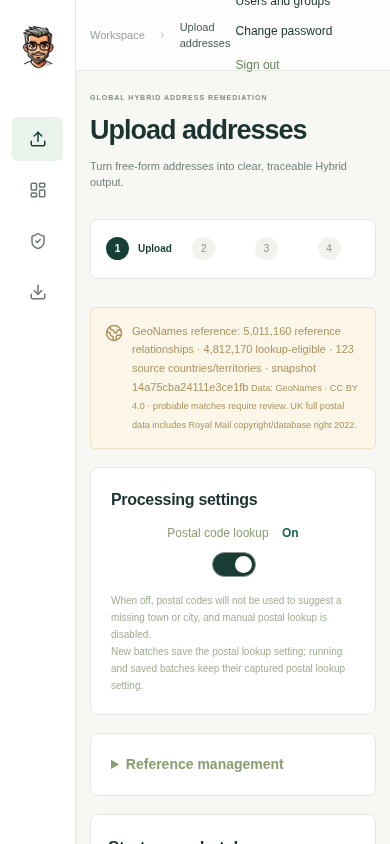 Users and groups
Workspace
Upload
addresses
Change password
Sign out
GLOBAL HYBRID ADDRESS REMEDIATION
Upload addresses
Turn free-form addresses into clear, traceable Hybrid
output.
1 Upload 2 3 4
GeoNames reference: 5,011,160 reference
relationships · 4,812,170 lookup-eligible · 123
source countries/territories · snapshot
14a75cba24111e3ce1fb Data: GeoNames · CC BY
4.0 · probable matches require review. UK full postal
data includes Royal Mail copyright/database right 2022.
Processing settings
Postal code lookup On
When off, postal codes will not be used to suggest a
missing town or city, and manual postal lookup is
disabled.
New batches save the postal lookup setting; running
and saved batches keep their captured postal lookup
setting.
Reference management